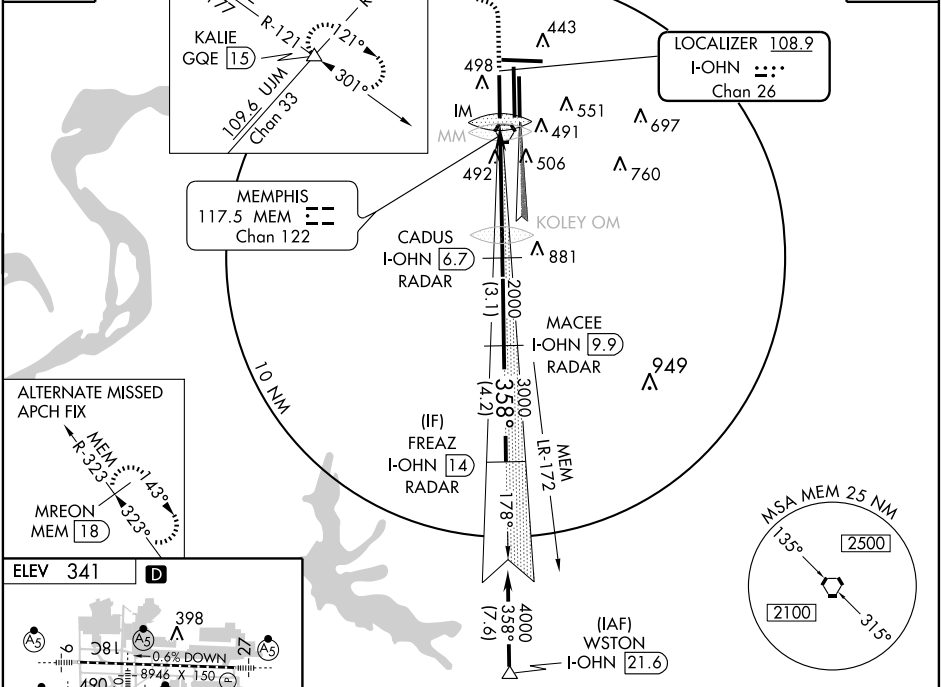 177
R-121
121°
KALIE
GQE 15
301°
109.6 UJM
Chan 33
443
498
LOCALIZER 108.9
I-OHN
Chan 26
IM
MM
551
491
697
492
506
760
MEMPHIS
117.5 MEM
Chan 122
KOLEY OM
CADUS
I-OHN 6.7
RADAR
881
2000
(3.1)
MACEE
I-OHN 9.9
RADAR
949
10 NM
3000
358°
(4.2)
ALTERNATE MISSED
APCH FIX
MEM
R-323
143°
323°
MREON
MEM 18
(IF)
FREAZ
I-OHN 14
RADAR
MEM
LR-172
178°
MSA MEM 25 NM
135°
2500
2100
315°
ELEV 341
D
4000
358°
(7.6)
(IAF)
WSTON
I-OHN 21.6
398
A5
A5
A5
9
18C
27
0.6% DOWN
8946 X 150
P
490